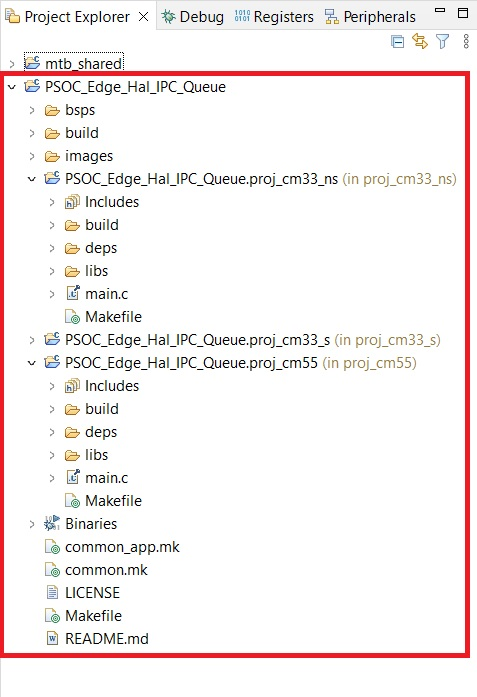 Project Explorer Debug Registers Peripherals
mtb_shared
PSOC_Edge_Hal_IPC_Queue
bsps
build
images
PSOC_Edge_Hal_IPC_Queue.proj_cm33_ns (in proj_cm33_ns)
Includes
build
deps
libs
main.c
Makefile
PSOC_Edge_Hal_IPC_Queue.proj_cm33_s (in proj_cm33_s)
PSOC_Edge_Hal_IPC_Queue.proj_cm55 (in proj_cm55)
Includes
build
deps
libs
main.c
Makefile
Binaries
common_app.mk
common.mk
LICENSE
Makefile
README.md